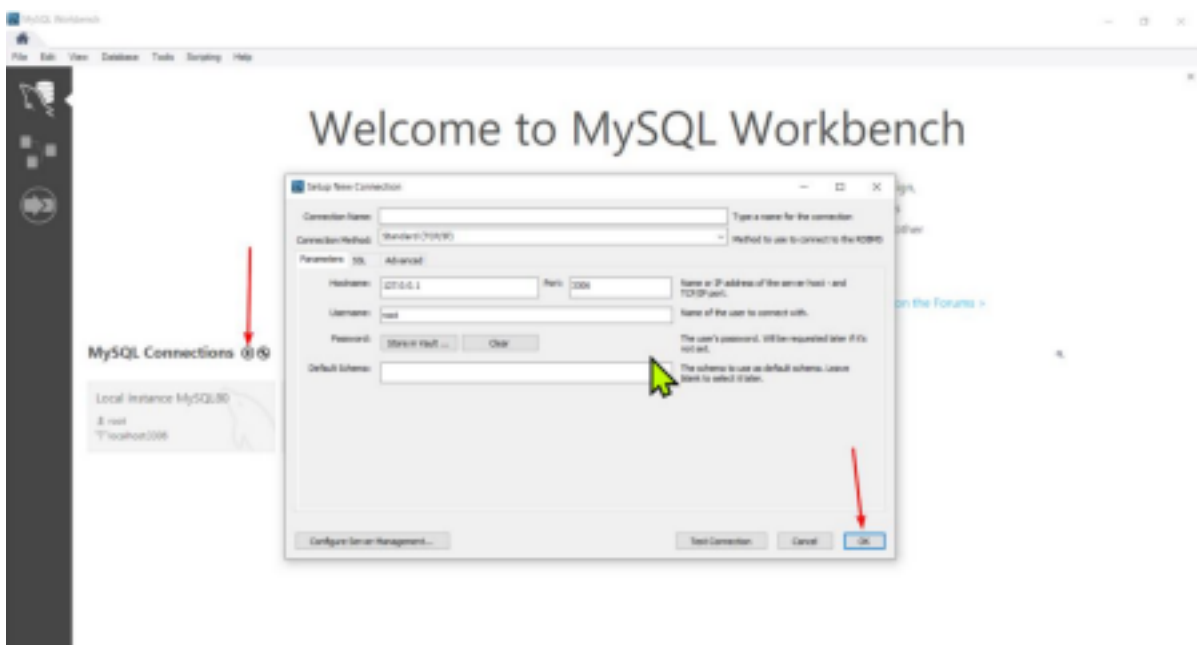 MySQL Workbench
File Edit View Database Tools Scripting Help
Welcome to MySQL Workbench
Setup New Connection
Connection Name: Type a name for the connection
Connection Method: Standard (TCP/IP) Method to use to connect to the RDBMS
Parameters SSL Advanced
Hostname: 127.0.0.1 Port: 3306 Name or IP address of the server host - and
TCP/IP port.
Username: root Name of the user to connect with.
Password: Store in Vault ... Clear The user's password. Will be requested later if it's
not set.
Default Schema: The schema to use as default schema. Leave
blank to select it later.
on the Forums >
MySQL Connections
Local instance MySQL80
root
localhost:3306
Configure Server Management... Test Connection Cancel OK